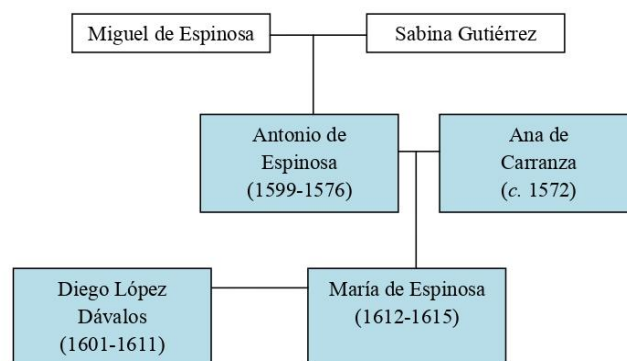 Miguel de Espinosa
Sabina Gutiérrez
Antonio de
Espinosa
(1599-1576)
Ana de
Carranza
(c. 1572)
Diego López
Dávalos
(1601-1611)
María de Espinosa
(1612-1615)